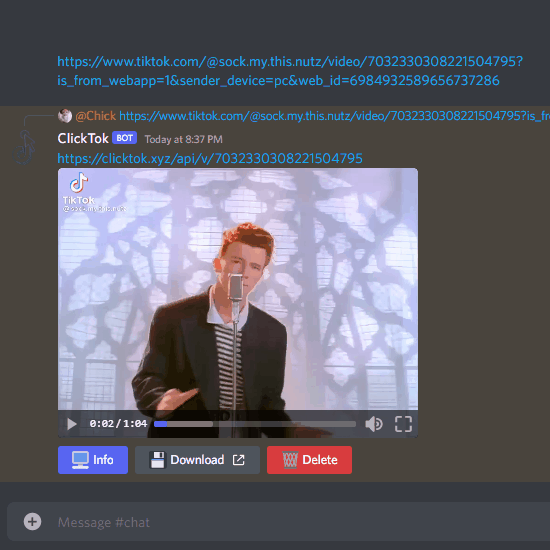 https://www.tiktok.com/@sock.my.this.nutz/video/7032330308221504795?
is_from_webapp=1&sender_device=pc&web_id=6984932589656737286
@Chick https://www.tiktok.com/@sock.my.this.nutz/video/7032330308221504795?is_fr
ClickTok BOT Today at 8:37 PM
https://clicktok.xyz/api/v/7032330308221504795
TikTok
0:02 / 1:04
Info Download Delete
Message #chat